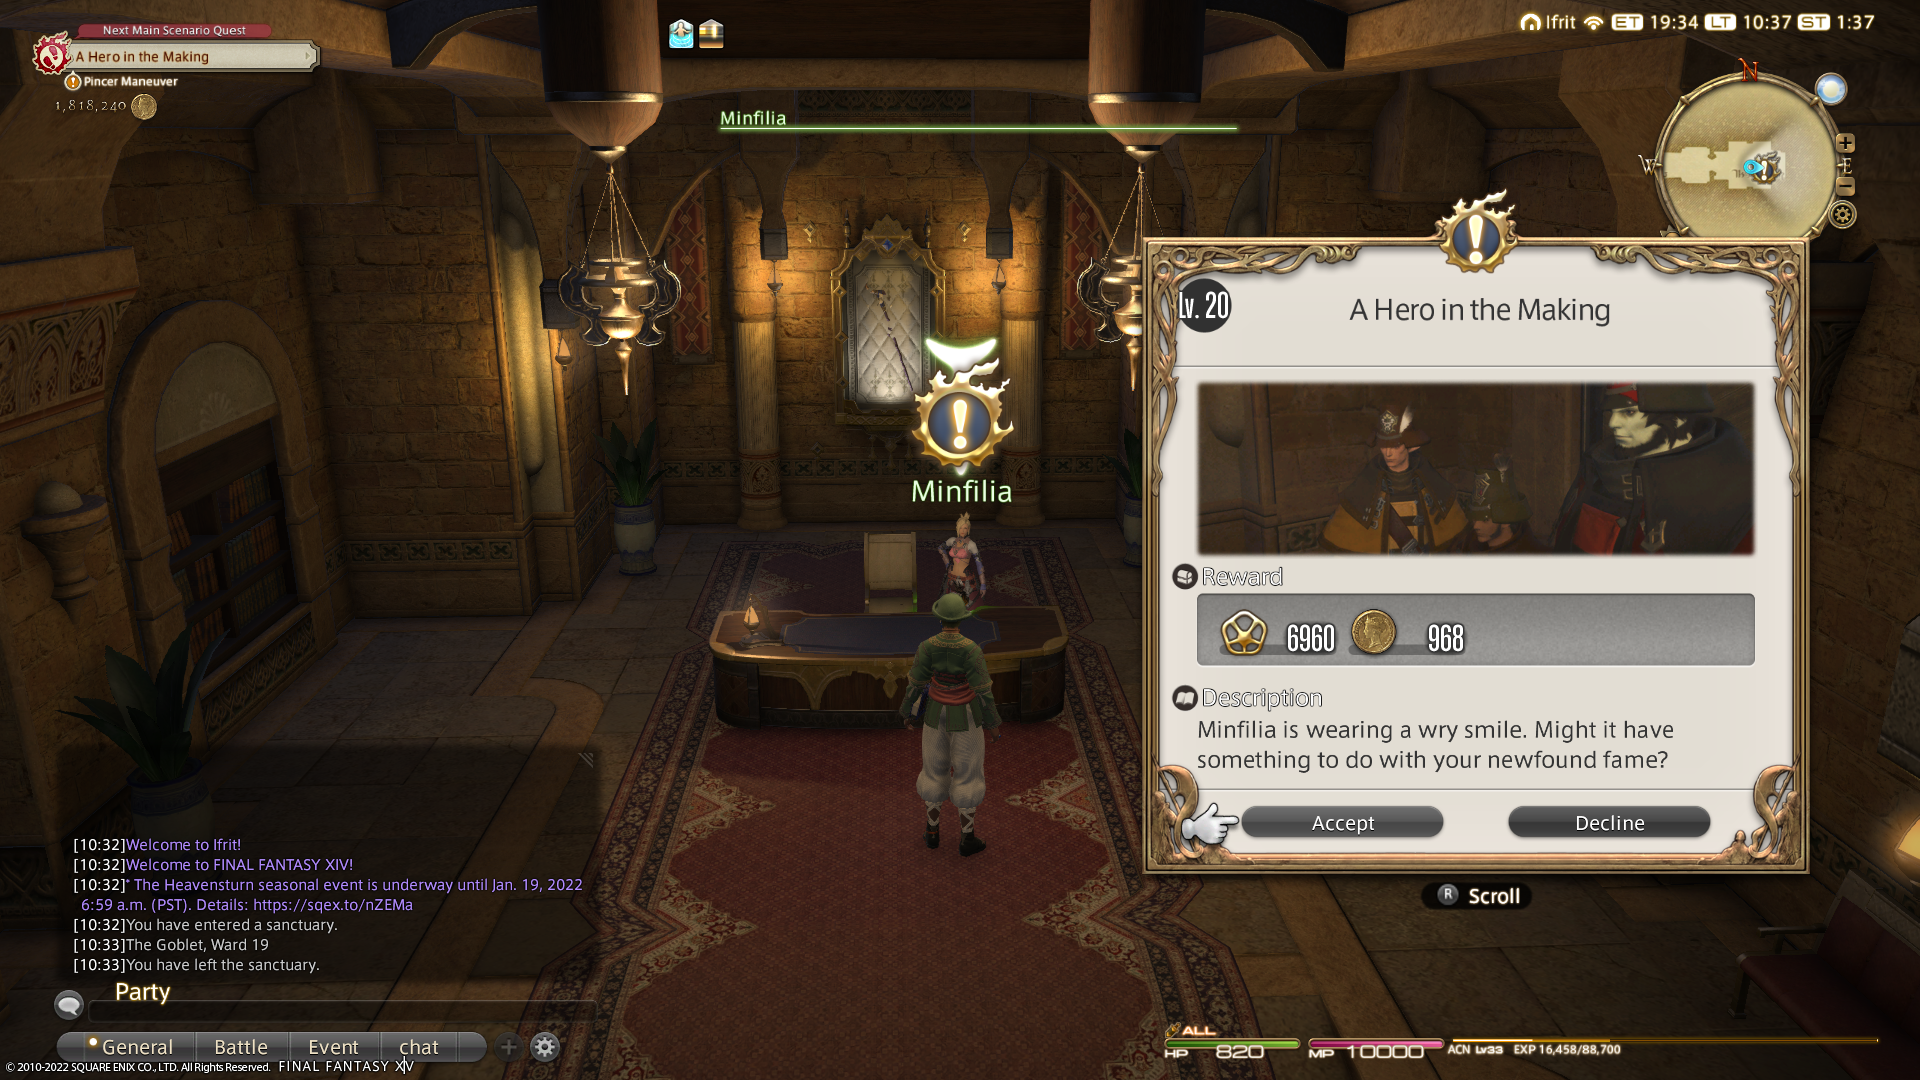 Next Main Scenario Quest
A Hero in the Making
Pincer Maneuver
1,818,240
Ifrit ET 19:34 LT 10:37 ST 1:37
N
W
E
Minfilia
Minfilia
Lv. 20
A Hero in the Making
Reward
6960 968
Description
Minfilia is wearing a wry smile. Might it have
something to do with your newfound fame?
Accept Decline
R Scroll
[10:32]Welcome to Ifrit!
[10:32]Welcome to FINAL FANTASY XIV!
[10:32]* The Heavensturn seasonal event is underway until Jan. 19, 2022
6:59 a.m. (PST). Details: https://sqex.to/nZEMa
[10:32]You have entered a sanctuary.
[10:33]The Goblet, Ward 19
[10:33]You have left the sanctuary.
Party
General Battle Event chat
ALL
HP 820 MP 10000 ACN Lv33 EXP 16,458/88,700
© 2010-2022 SQUARE ENIX CO., LTD. All Rights Reserved. FINAL FANTASY XIV